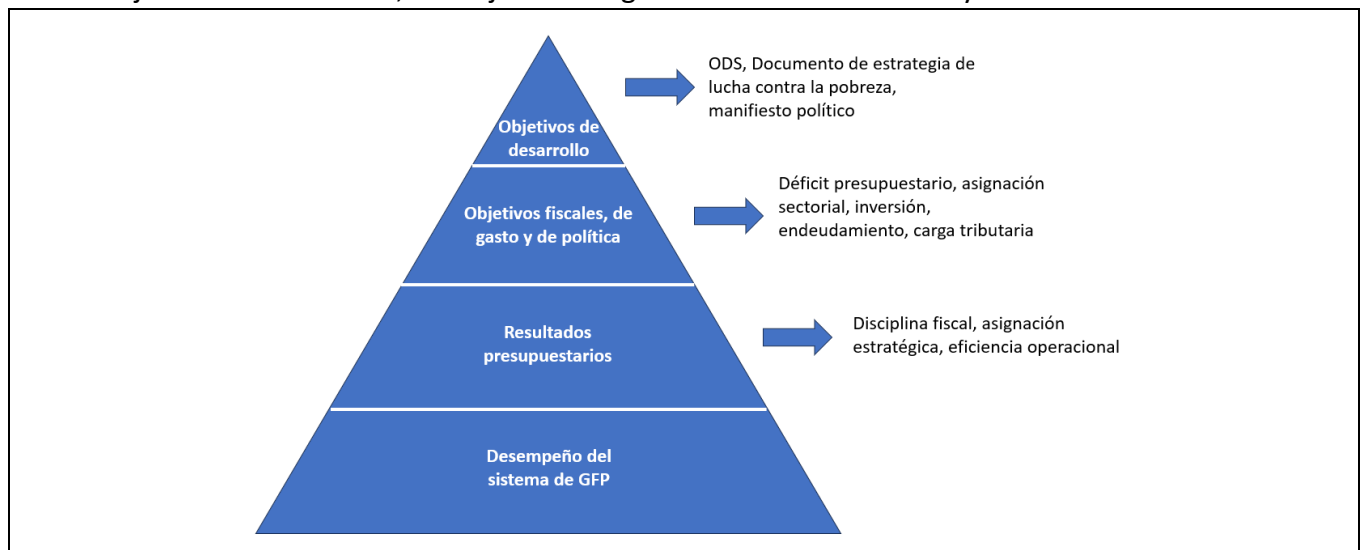 ODS, Documento de estrategia de
lucha contra la pobreza,
manifiesto político
Objetivos de
desarrollo
Déficit presupuestario, asignación
sectorial, inversión,
endeudamiento, carga tributaria
Objetivos fiscales, de
gasto y de política
Disciplina fiscal, asignación
estratégica, eficiencia operacional
Resultados
presupuestarios
Desempeño del
sistema de GFP